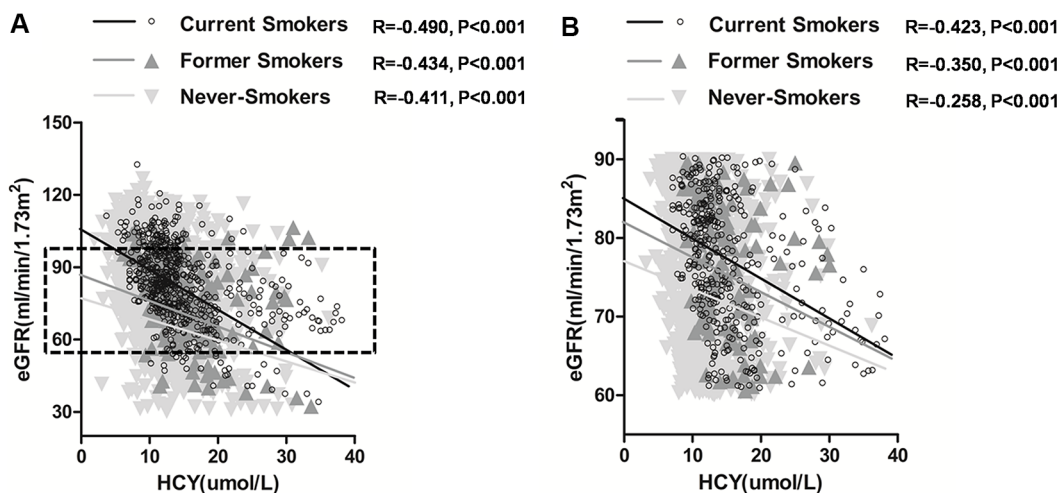 A
Current Smokers R=-0.490, P<0.001
Former Smokers R=-0.434, P<0.001
Never-Smokers R=-0.411, P<0.001
150
120
90
60
30
0 10 20 30 40
eGFR(ml/min/1.73m²)
HCY(umol/L)
B
Current Smokers R=-0.423, P<0.001
Former Smokers R=-0.350, P<0.001
Never-Smokers R=-0.258, P<0.001
90
80
70
60
0 10 20 30 40
eGFR(ml/min/1.73m²)
HCY(umol/L)